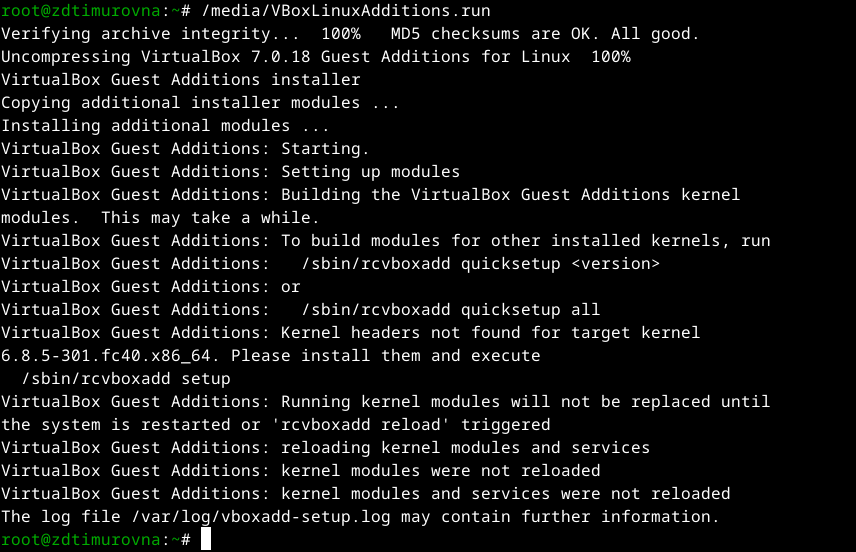 root@zdtimurovna:~# /media/VBoxLinuxAdditions.run
Verifying archive integrity...  100%   MD5 checksums are OK. All good.
Uncompressing VirtualBox 7.0.18 Guest Additions for Linux  100%
VirtualBox Guest Additions installer
Copying additional installer modules ...
Installing additional modules ...
VirtualBox Guest Additions: Starting.
VirtualBox Guest Additions: Setting up modules
VirtualBox Guest Additions: Building the VirtualBox Guest Additions kernel
modules.  This may take a while.
VirtualBox Guest Additions: To build modules for other installed kernels, run
VirtualBox Guest Additions:   /sbin/rcvboxadd quicksetup <version>
VirtualBox Guest Additions: or
VirtualBox Guest Additions:   /sbin/rcvboxadd quicksetup all
VirtualBox Guest Additions: Kernel headers not found for target kernel
6.8.5-301.fc40.x86_64. Please install them and execute
  /sbin/rcvboxadd setup
VirtualBox Guest Additions: Running kernel modules will not be replaced until
the system is restarted or 'rcvboxadd reload' triggered
VirtualBox Guest Additions: reloading kernel modules and services
VirtualBox Guest Additions: kernel modules were not reloaded
VirtualBox Guest Additions: kernel modules and services were not reloaded
The log file /var/log/vboxadd-setup.log may contain further information.
root@zdtimurovna:~#